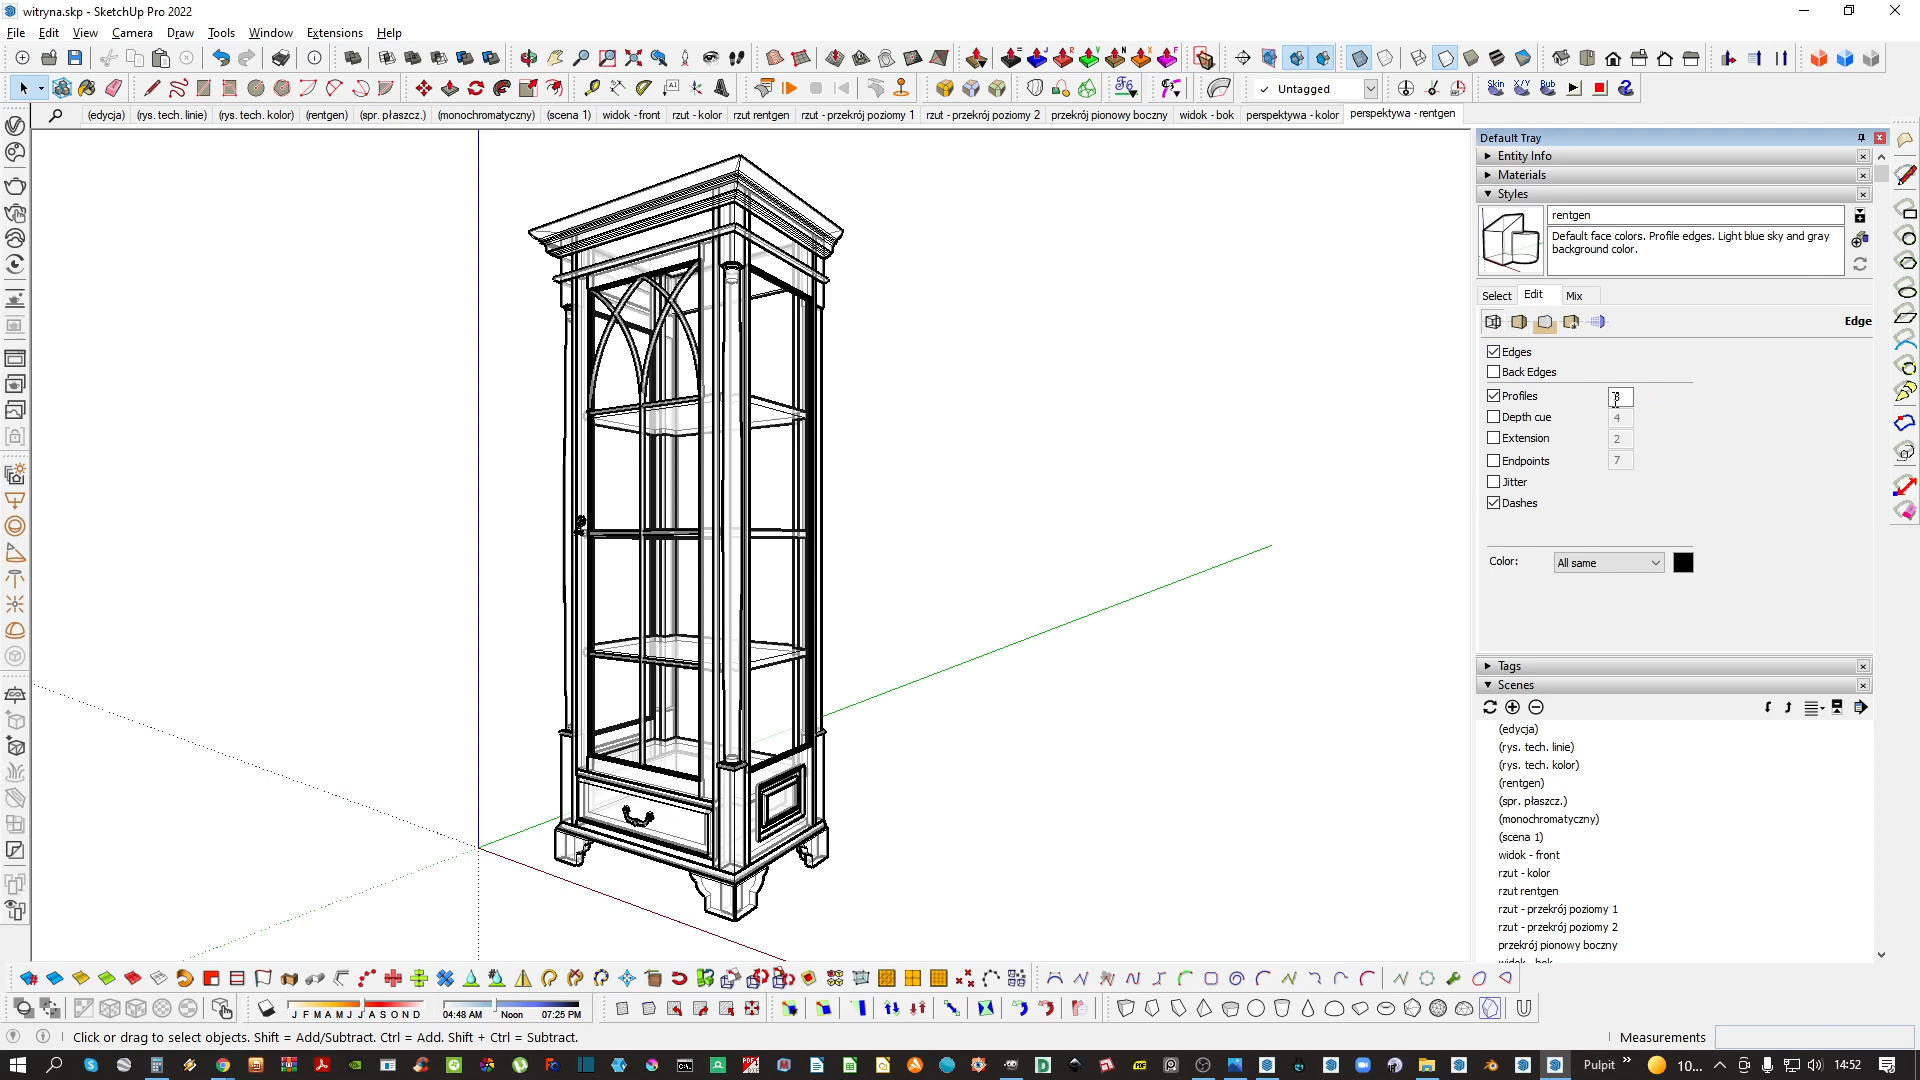 witryna.skp - SketchUp Pro 2022
File Edit View Camera Draw Tools Window Extensions Help
Untagged
Skin X/Y Bub
(edycja) (rys. tech. linie) (rys. tech. kolor) (rentgen) (spr. płaszcz.) (monochromatyczny) (scena 1) widok - front rzut - kolor rzut rentgen rzut - przekrój poziomy 1 rzut - przekrój poziomy 2 przekrój pionowy boczny widok - bok perspektywa - kolor perspektywa - rentgen
Default Tray
Entity Info
Materials
Styles
rentgen
Default face colors. Profile edges. Light blue sky and gray
background color.
Select Edit Mix
Edge
Edges
Back Edges
Profiles
Depth cue 4
Extension 2
Endpoints 7
Jitter
Dashes
Color: All same
Tags
Scenes
(edycja)
(rys. tech. linie)
(rys. tech. kolor)
(rentgen)
(spr. płaszcz.)
(monochromatyczny)
(scena 1)
widok - front
rzut - kolor
rzut rentgen
rzut - przekrój poziomy 1
rzut - przekrój poziomy 2
przekrój pionowy boczny
widok - bok
J F M A M J J A S O N D 04:48 AM Noon 07:25 PM
Click or drag to select objects. Shift = Add/Subtract. Ctrl = Add. Shift + Ctrl = Subtract.
Measurements
Pulpit
10...
14:52